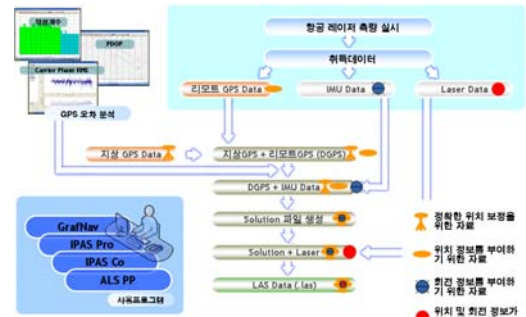 위성개수
PDOP
Carrier Phase RMS
GPS 오차 분석
항공 레이저 측량 실시
취득데이터
리모트 GPS Data
IMU Data
Laser Data
지상 GPS Data
지상GPS + 리모트GPS (DGPS)
DGPS + IMU Data
Solution 파일 생성
Solution + Laser
LAS Data (.las)
GrafNav
IPAS Pro
IPAS Co
ALS PP
사용프로그램
정확한 위치 보정을
위한 자료
위치 정보를 부여하
기 위한 자료
회전 정보를 부여하
기 위한 자료
위치 및 회전 정보가